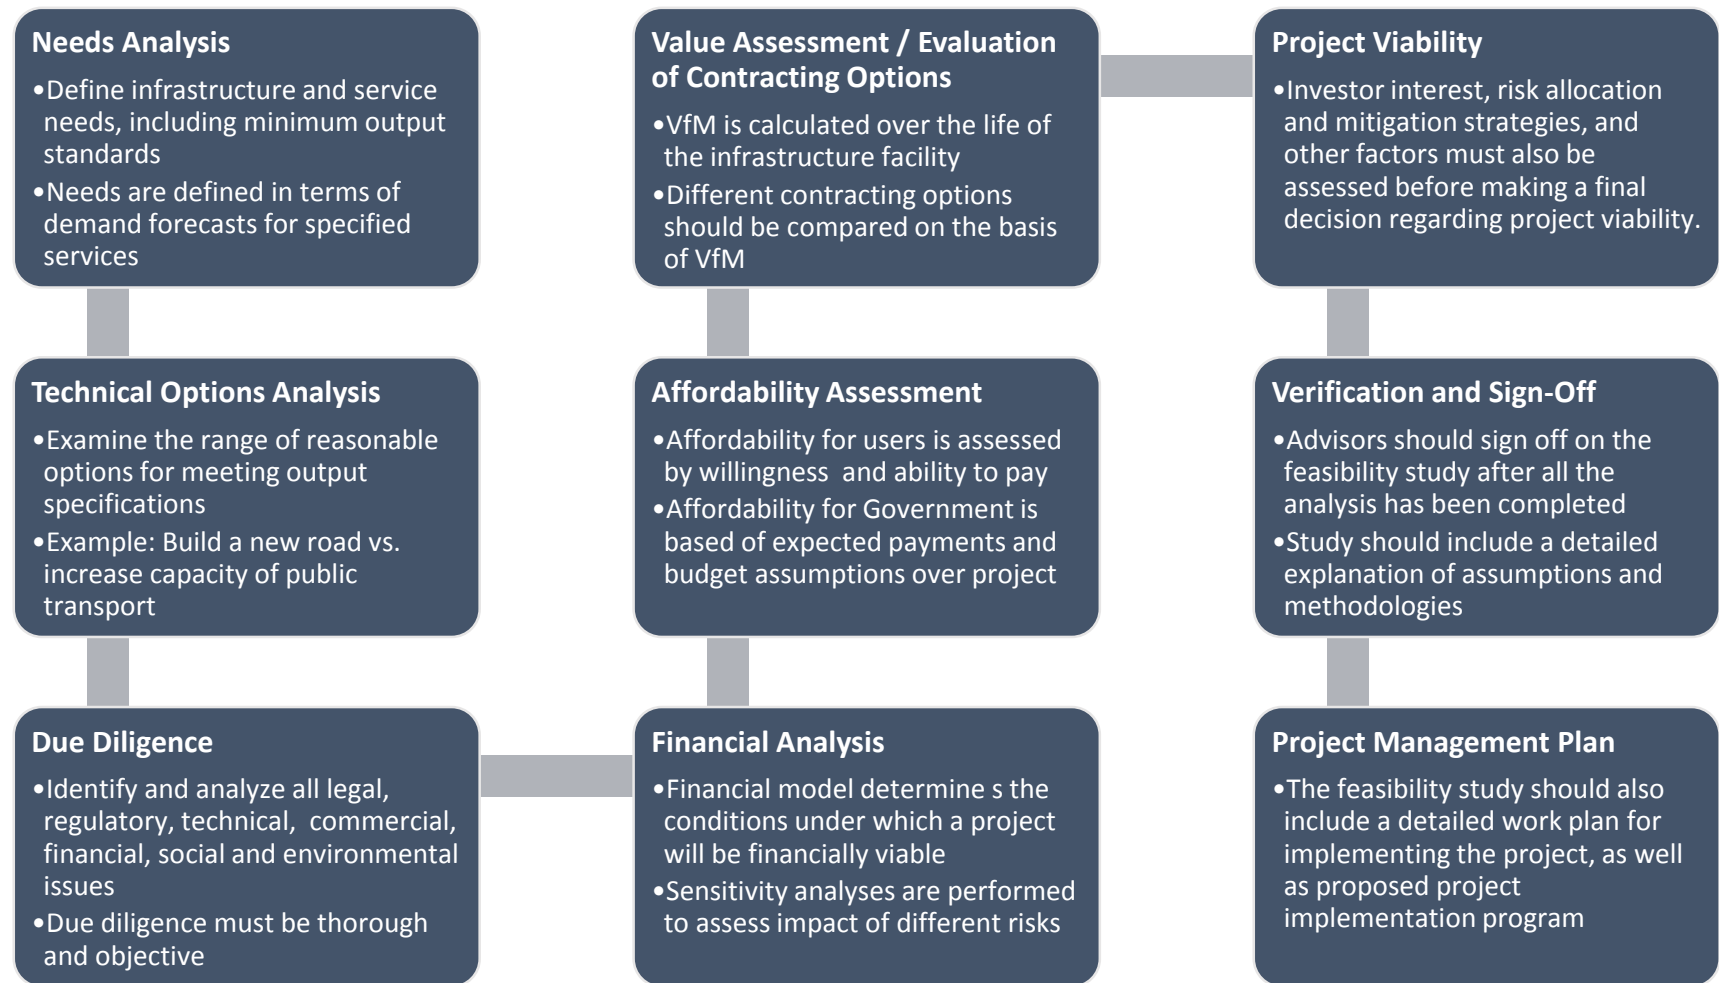 Needs Analysis
•Define infrastructure and service
needs, including minimum output
standards
•Needs are defined in terms of
demand forecasts for specified
services
Technical Options Analysis
•Examine the range of reasonable
options for meeting output
specifications
•Example: Build a new road vs.
increase capacity of public
transport
Due Diligence
•Identify and analyze all legal,
regulatory, technical,  commercial,
financial, social and environmental
issues
•Due diligence must be thorough
and objective
Financial Analysis
•Financial model determine s the
conditions under which a project
will be financially viable
•Sensitivity analyses are performed
to assess impact of different risks
Affordability Assessment
•Affordability for users is assessed
by willingness  and ability to pay
•Affordability for Government is
based of expected payments and
budget assumptions over project
Value Assessment / Evaluation
of Contracting Options
•VfM is calculated over the life of
the infrastructure facility
•Different contracting options
should be compared on the basis
of VfM
Project Viability
•Investor interest, risk allocation
and mitigation strategies, and
other factors must also be
assessed before making a final
decision regarding project viability.
Verification and Sign-Off
•Advisors should sign off on the
feasibility study after all the
analysis has been completed
•Study should include a detailed
explanation of assumptions and
methodologies
Project Management Plan
•The feasibility study should also
include a detailed work plan for
implementing the project, as well
as proposed project
implementation program